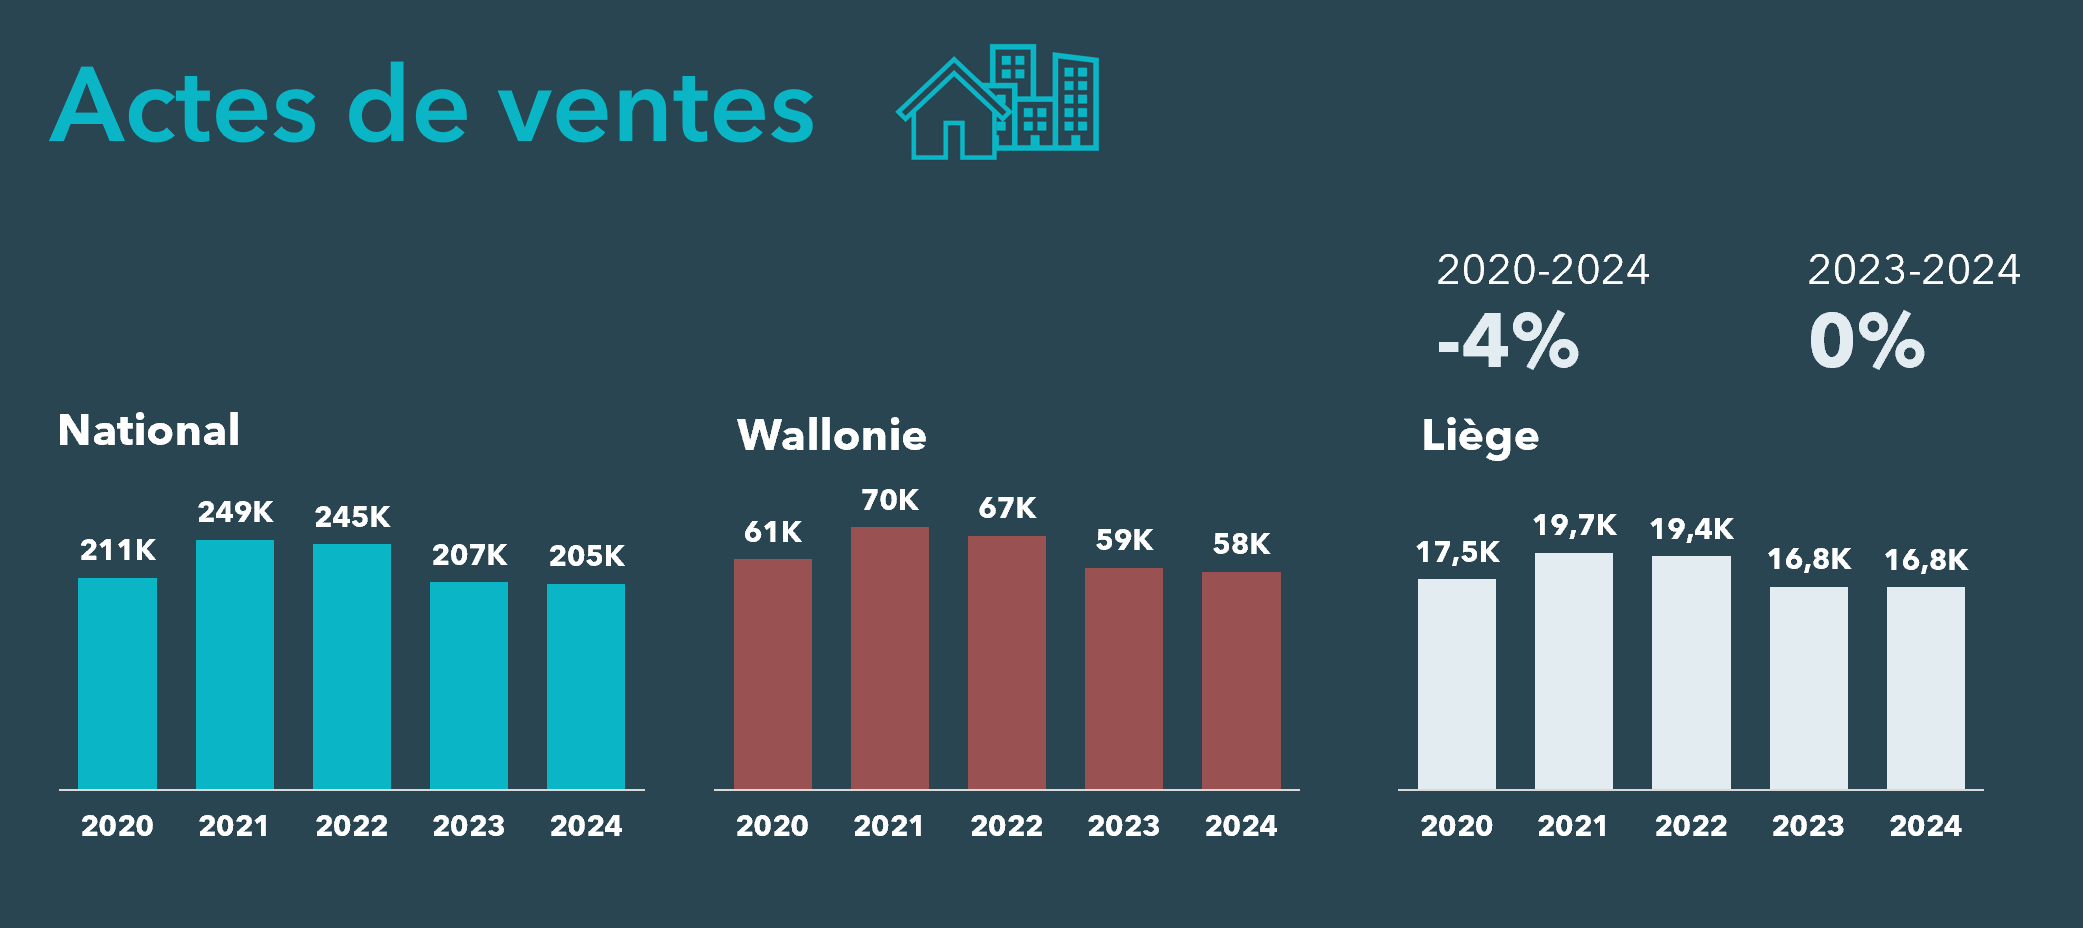 Actes de ventes
2020-2024
-4%
2023-2024
0%
National
249K
245K
211K
207K
205K
2020 2021 2022 2023 2024
Wallonie
70K
67K
61K
59K
58K
2020 2021 2022 2023 2024
Liège
19,7K
19,4K
17,5K
16,8K
16,8K
2020 2021 2022 2023 2024